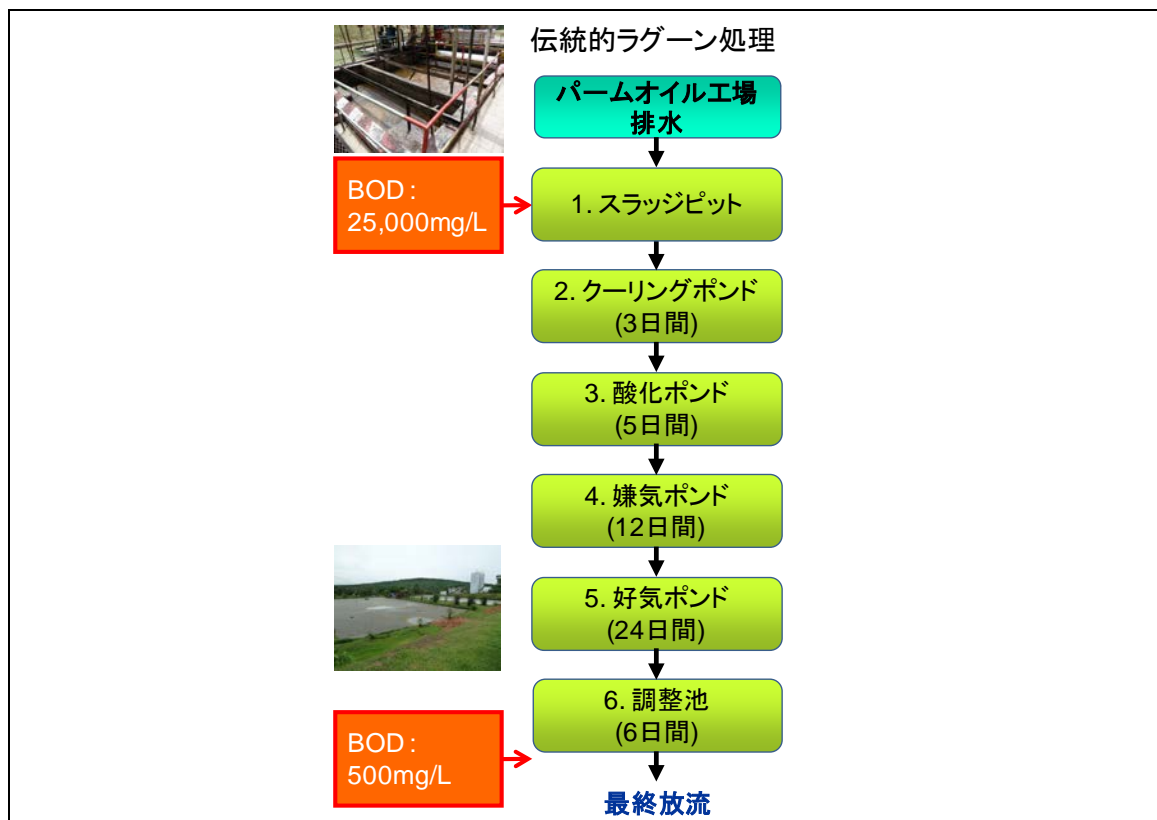 伝統的ラグーン処理
パームオイル工場
排水
BOD：
25,000mg/L
1. スラッジピット
2. クーリングポンド
(3日間)
3. 酸化ポンド
(5日間)
4. 嫌気ポンド
(12日間)
5. 好気ポンド
(24日間)
6. 調整池
(6日間)
BOD：
500mg/L
最終放流